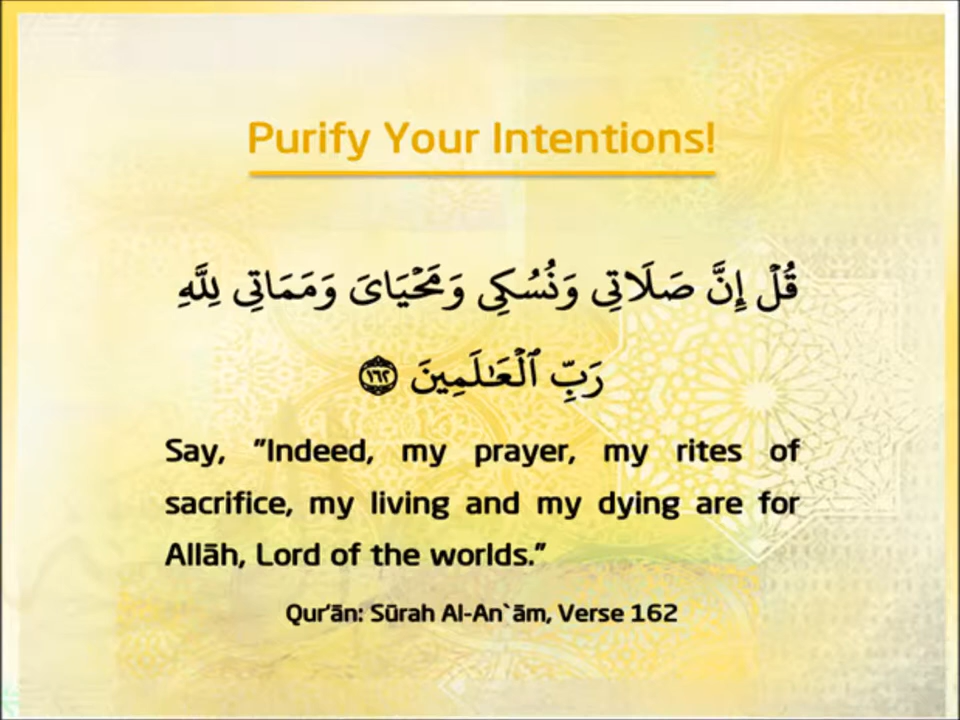 Purify Your Intentions!
قُلْ إِنَّ صَلَاتِى وَنُسُكِى وَمَحْيَاىَ وَمَمَاتِى لِلَّهِ
رَبِّ ٱلْعَـٰلَمِينَ ١٦٢
Say, "Indeed, my prayer, my rites of
sacrifice, my living and my dying are for
Allāh, Lord of the worlds."
Qur'ān: Sūrah Al-An`ām, Verse 162